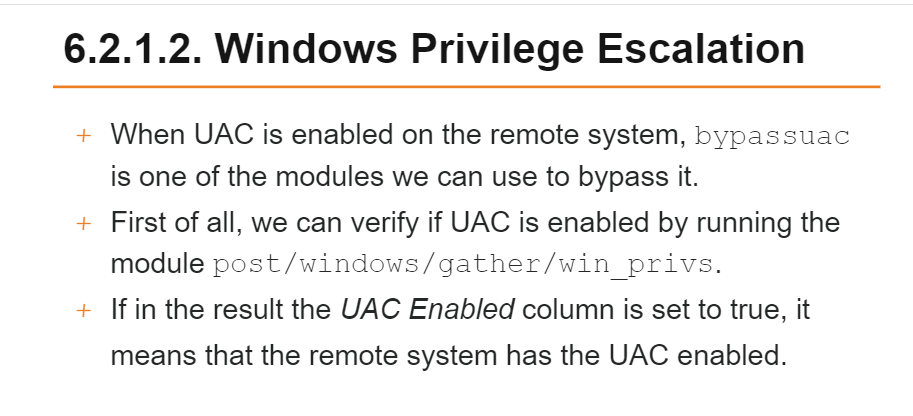 6.2.1.2. Windows Privilege Escalation
+ When UAC is enabled on the remote system, bypassuac
is one of the modules we can use to bypass it.
+ First of all, we can verify if UAC is enabled by running the
module post/windows/gather/win_privs.
+ If in the result the UAC Enabled column is set to true, it
means that the remote system has the UAC enabled.